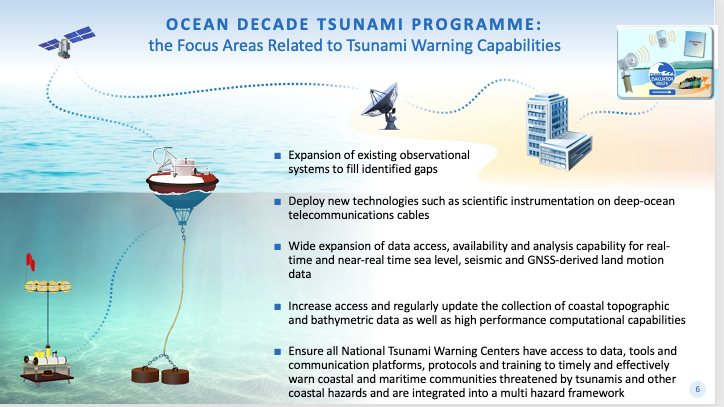 OCEAN DECADE TSUNAMI PROGRAMME:
the Focus Areas Related to Tsunami Warning Capabilities
EVACUATION
ROUTE
■ Expansion of existing observational
systems to fill identified gaps
■ Deploy new technologies such as scientific instrumentation on deep-ocean
telecommunications cables
■ Wide expansion of data access, availability and analysis capability for real-
time and near-real time sea level, seismic and GNSS-derived land motion
data
■ Increase access and regularly update the collection of coastal topographic
and bathymetric data as well as high performance computational capabilities
■ Ensure all National Tsunami Warning Centers have access to data, tools and
communication platforms, protocols and training to timely and effectively
warn coastal and maritime communities threatened by tsunamis and other
coastal hazards and are integrated into a multi hazard framework
6